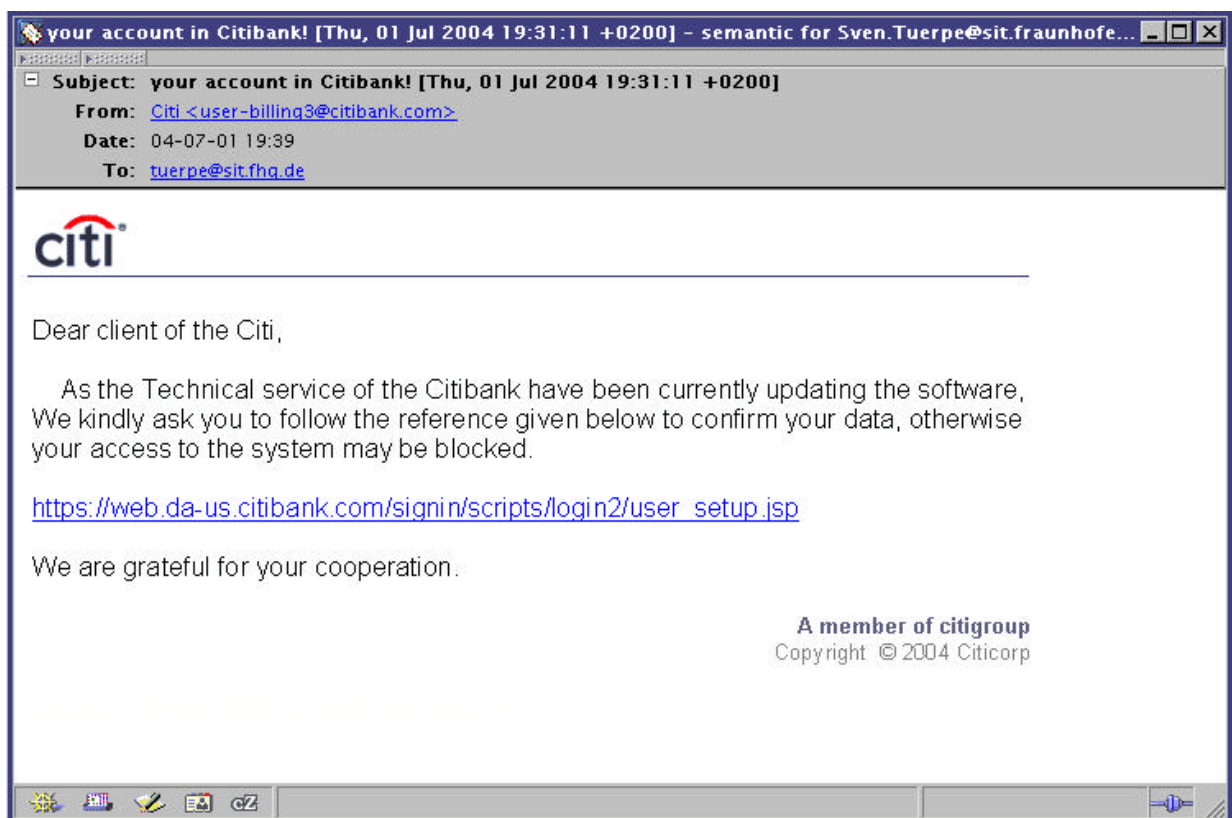 your account in Citibank! [Thu, 01 Jul 2004 19:31:11 +0200] - semantic for Sven.Tuerpe@sit.fraunhofe...
Subject: your account in Citibank! [Thu, 01 Jul 2004 19:31:11 +0200]
From: Citi <user-billing3@citibank.com>
Date: 04-07-01 19:39
To: tuerpe@sit.fhg.de
citi®
Dear client of the Citi,
As the Technical service of the Citibank have been currently updating the software,
We kindly ask you to follow the reference given below to confirm your data, otherwise
your access to the system may be blocked.
https://web.da-us.citibank.com/signin/scripts/login2/user_setup.jsp
We are grateful for your cooperation.
A member of citigroup
Copyright © 2004 Citicorp
cZ